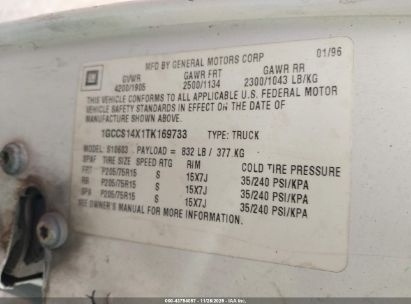 MFD BY GENERAL MOTORS CORP 01/96
GVWR GAWR FRT GAWR RR
4200/1905 2500/1134 2300/1043 LB/KG
THIS VEHICLE CONFORMS TO ALL APPLICABLE U.S. FEDERAL MOTOR
VEHICLE SAFETY STANDARDS IN EFFECT ON THE DATE OF
MANUFACTURE SHOWN ABOVE.
1GCCS14X1TK169733 TYPE: TRUCK
MODEL: S10603 PAYLOAD = 832 LB / 377 KG
SPAF TIRE SIZE SPEED RTG RIM COLD TIRE PRESSURE
FRT P205/75R15 S 15X7J 35/240 PSI/KPA
RR P205/75R15 S 15X7J 35/240 PSI/KPA
SPA P205/75R15 S 15X7J 35/240 PSI/KPA
SEE OWNER'S MANUAL FOR MORE INFORMATION.